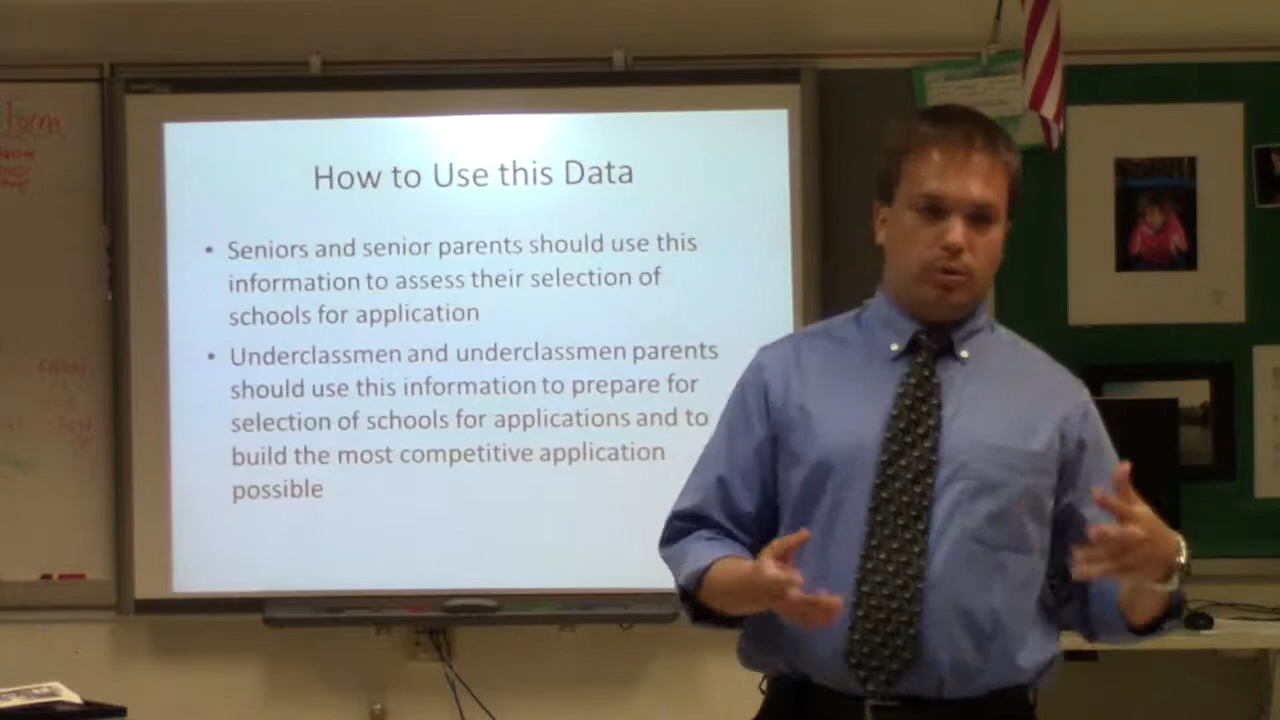 Form
How to Use this Data
• Seniors and senior parents should use this
information to assess their selection of
schools for application
• Underclassmen and underclassmen parents
should use this information to prepare for
selection of schools for applications and to
build the most competitive application
possible